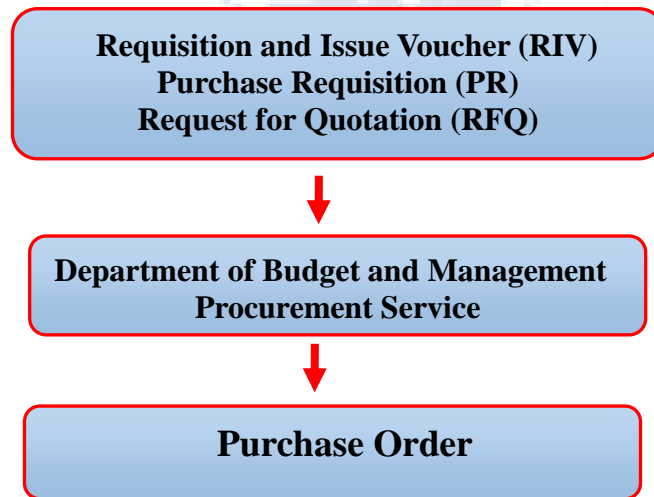 Requisition and Issue Voucher (RIV)
Purchase Requisition (PR)
Request for Quotation (RFQ)
Department of Budget and Management
Procurement Service
Purchase Order